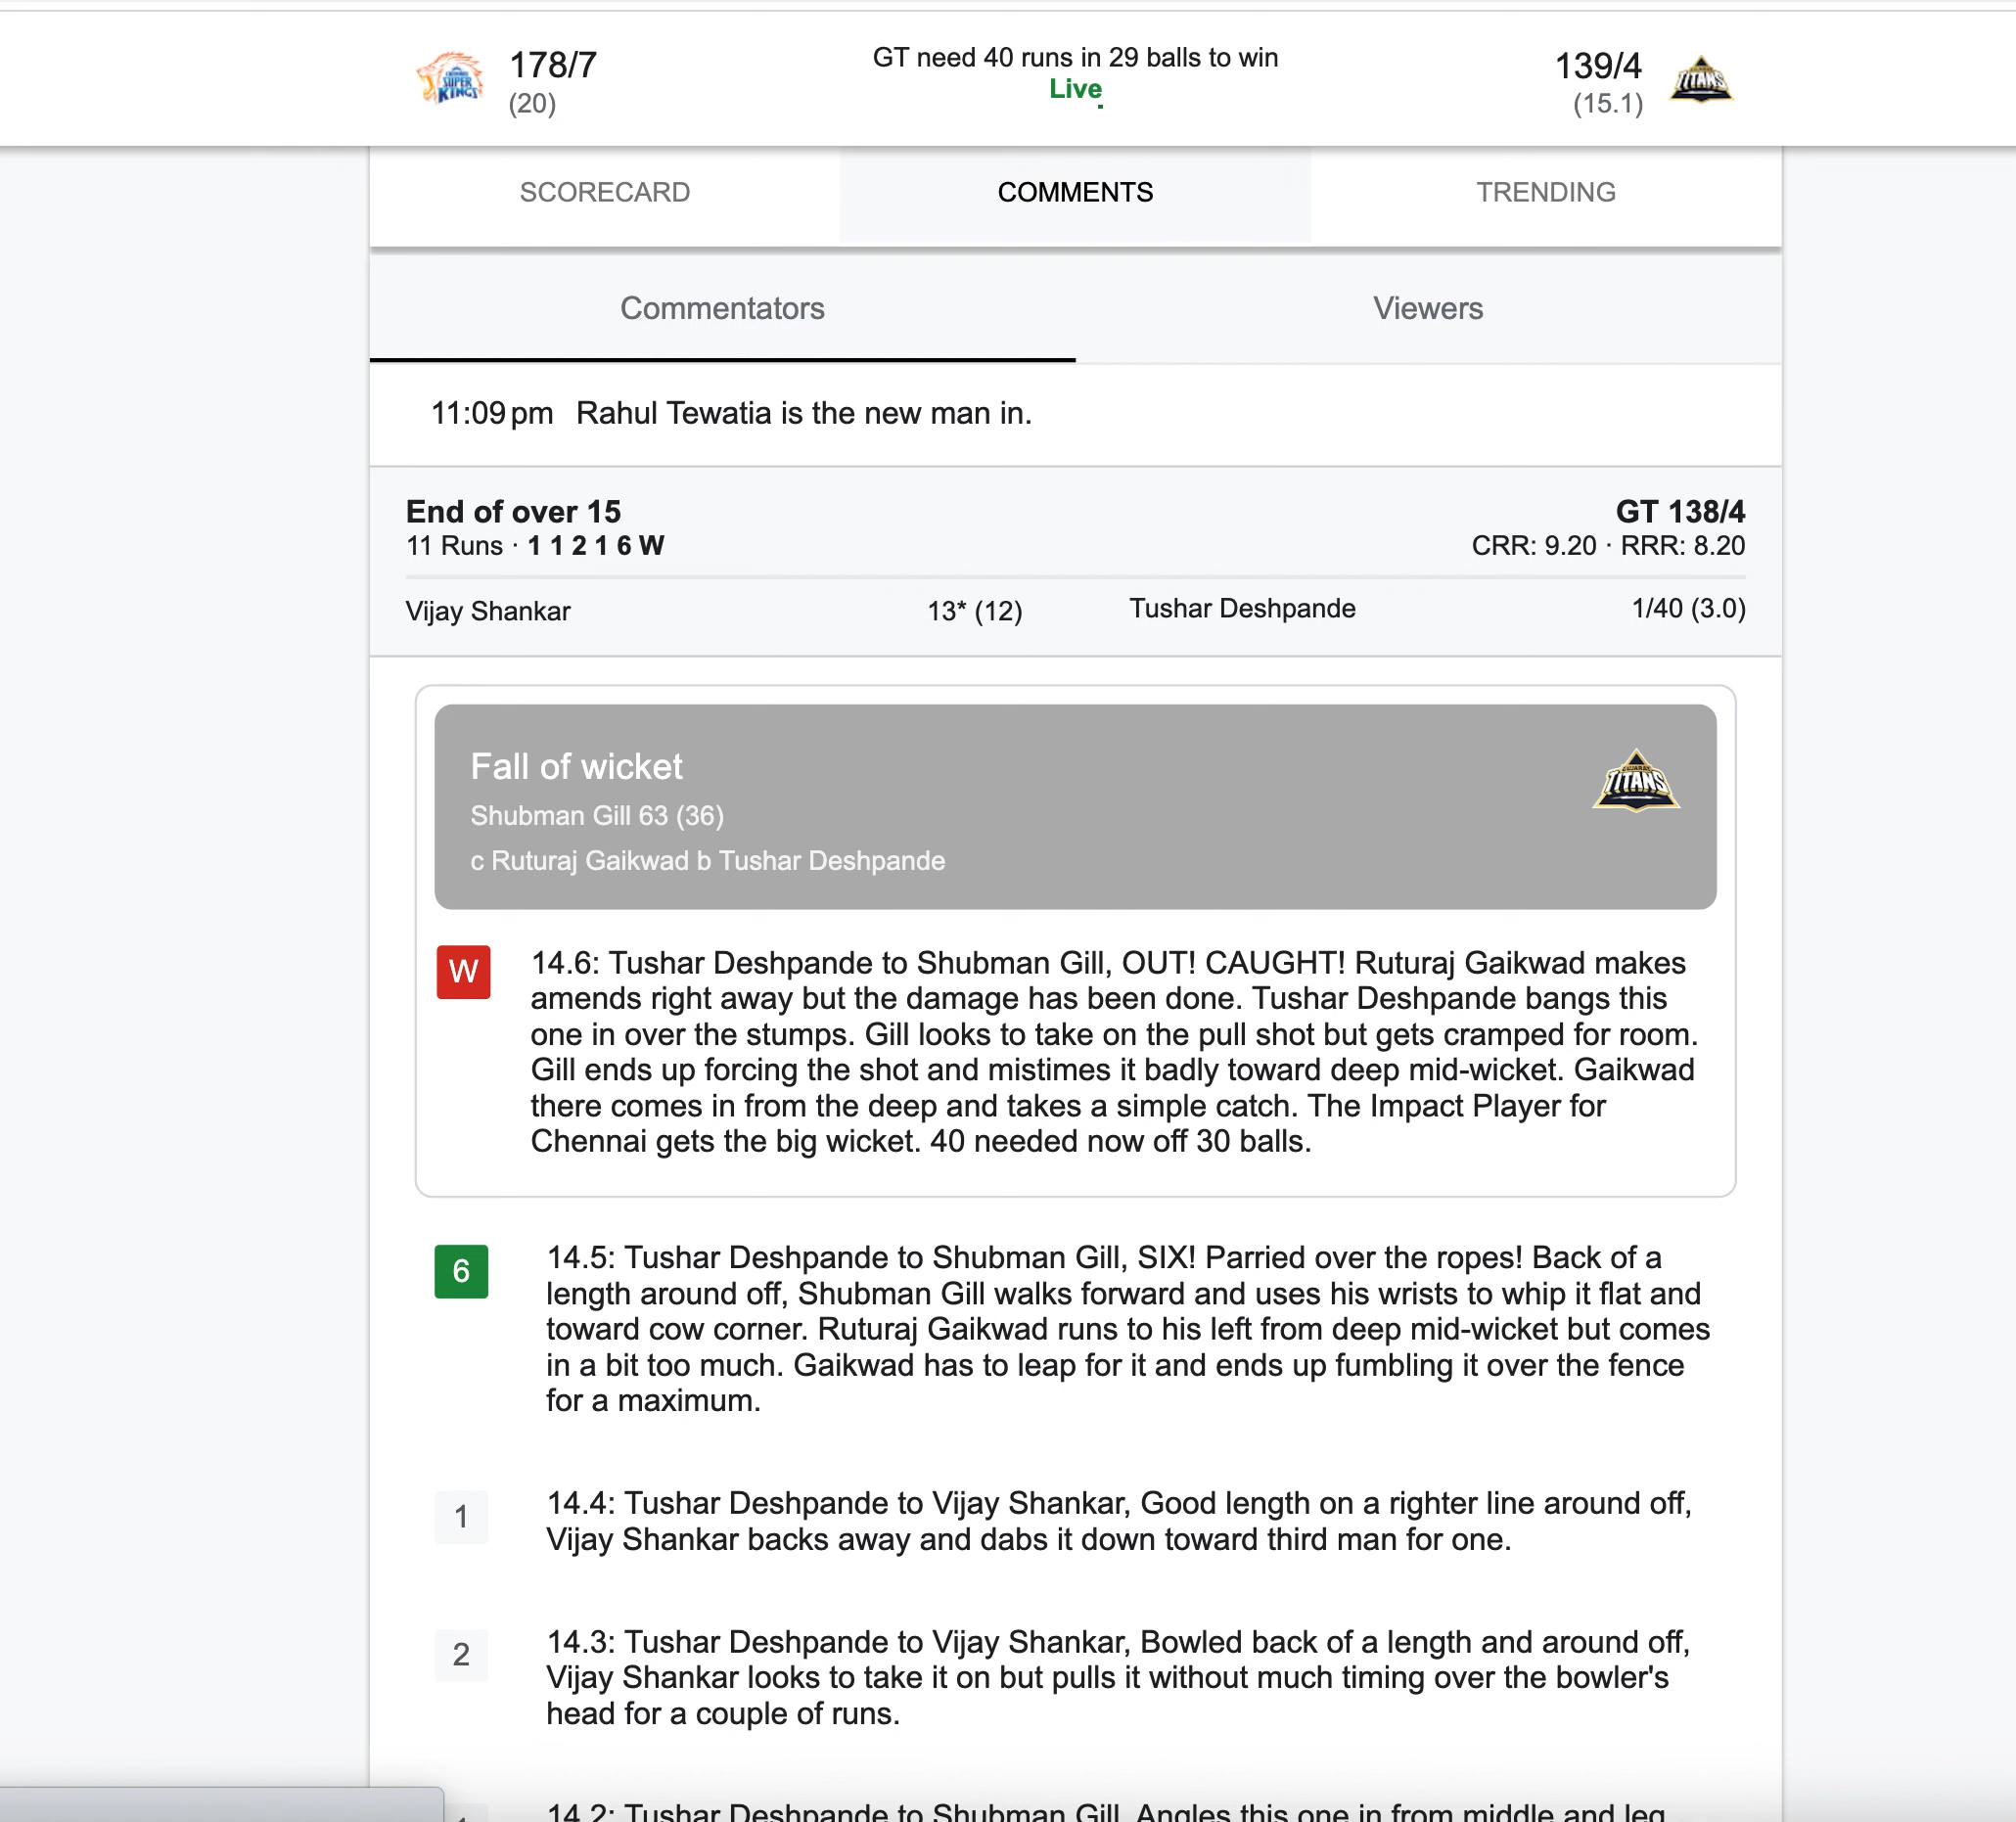 178/7
(20)
GT need 40 runs in 29 balls to win
Live
139/4
(15.1)
SUPER
KINGS
TITANS
SCORECARD
COMMENTS
TRENDING
Commentators
Viewers
11:09 pm Rahul Tewatia is the new man in.
End of over 15
GT 138/4
11 Runs · 1 1 2 1 6 W
CRR: 9.20 · RRR: 8.20
Vijay Shankar 13* (12)
Tushar Deshpande 1/40 (3.0)
Fall of wicket
Shubman Gill 63 (36)
c Ruturaj Gaikwad b Tushar Deshpande
GUJARAT
TITANS
W
14.6: Tushar Deshpande to Shubman Gill, OUT! CAUGHT! Ruturaj Gaikwad makes
amends right away but the damage has been done. Tushar Deshpande bangs this
one in over the stumps. Gill looks to take on the pull shot but gets cramped for room.
Gill ends up forcing the shot and mistimes it badly toward deep mid-wicket. Gaikwad
there comes in from the deep and takes a simple catch. The Impact Player for
Chennai gets the big wicket. 40 needed now off 30 balls.
6
14.5: Tushar Deshpande to Shubman Gill, SIX! Parried over the ropes! Back of a
length around off, Shubman Gill walks forward and uses his wrists to whip it flat and
toward cow corner. Ruturaj Gaikwad runs to his left from deep mid-wicket but comes
in a bit too much. Gaikwad has to leap for it and ends up fumbling it over the fence
for a maximum.
1
14.4: Tushar Deshpande to Vijay Shankar, Good length on a righter line around off,
Vijay Shankar backs away and dabs it down toward third man for one.
2
14.3: Tushar Deshpande to Vijay Shankar, Bowled back of a length and around off,
Vijay Shankar looks to take it on but pulls it without much timing over the bowler's
head for a couple of runs.
14.2: Tushar Deshpande to Shubman Gill, Angles this one in from middle and leg